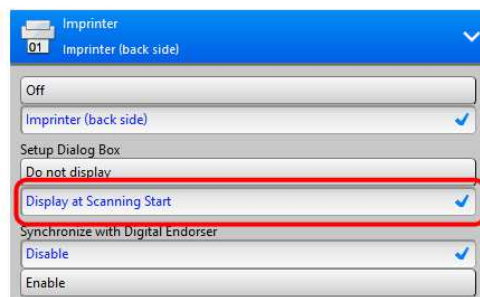 Imprinter
01 Imprinter (back side)
Off
Imprinter (back side)
Setup Dialog Box
Do not display
Display at Scanning Start
Synchronize with Digital Endorser
Disable
Enable